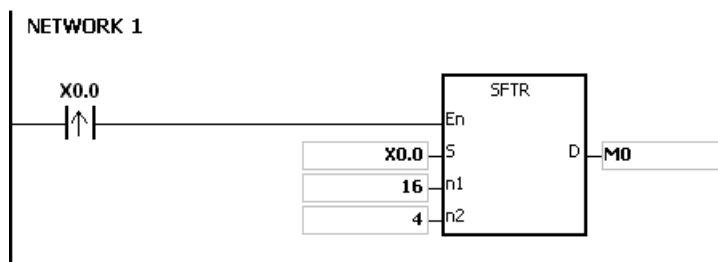 NETWORK 1
X0.0
SFTR
En
X0.0 S D M0
16 n1
4 n2